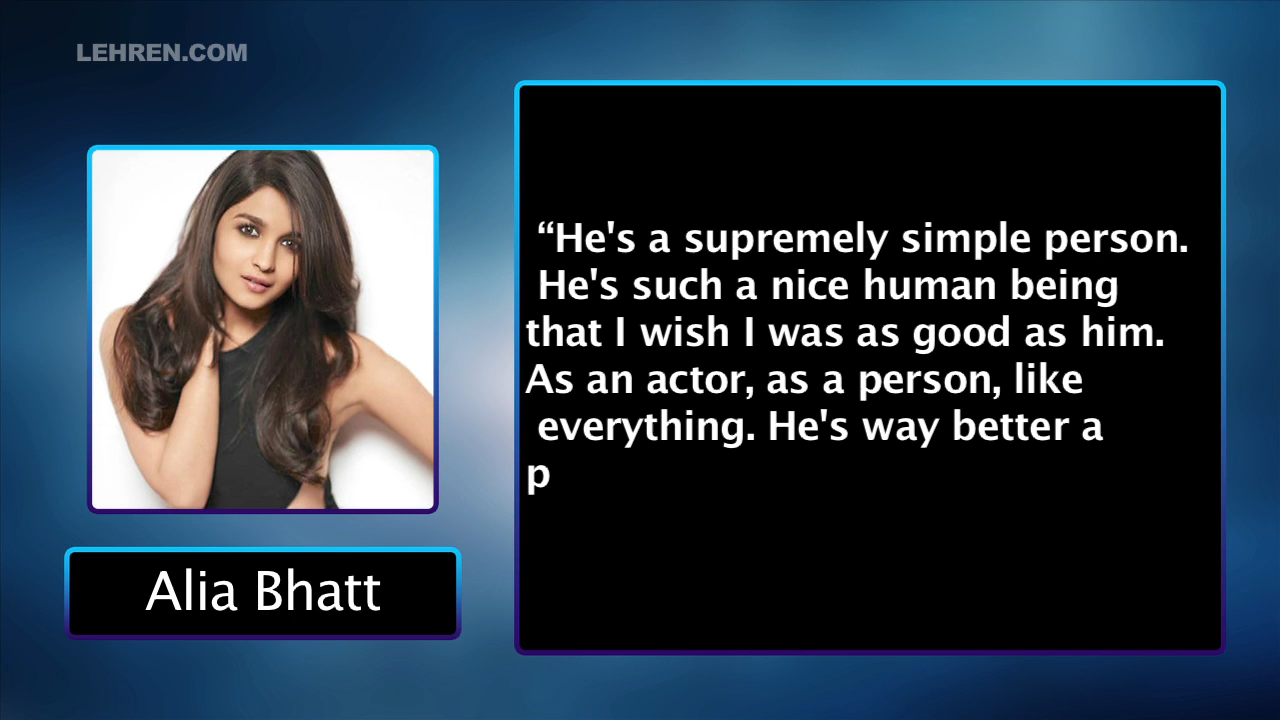 LEHREN.COM
“He's a supremely simple person.
He's such a nice human being
that I wish I was as good as him.
As an actor, as a person, like
everything. He's way better a
p
Alia Bhatt